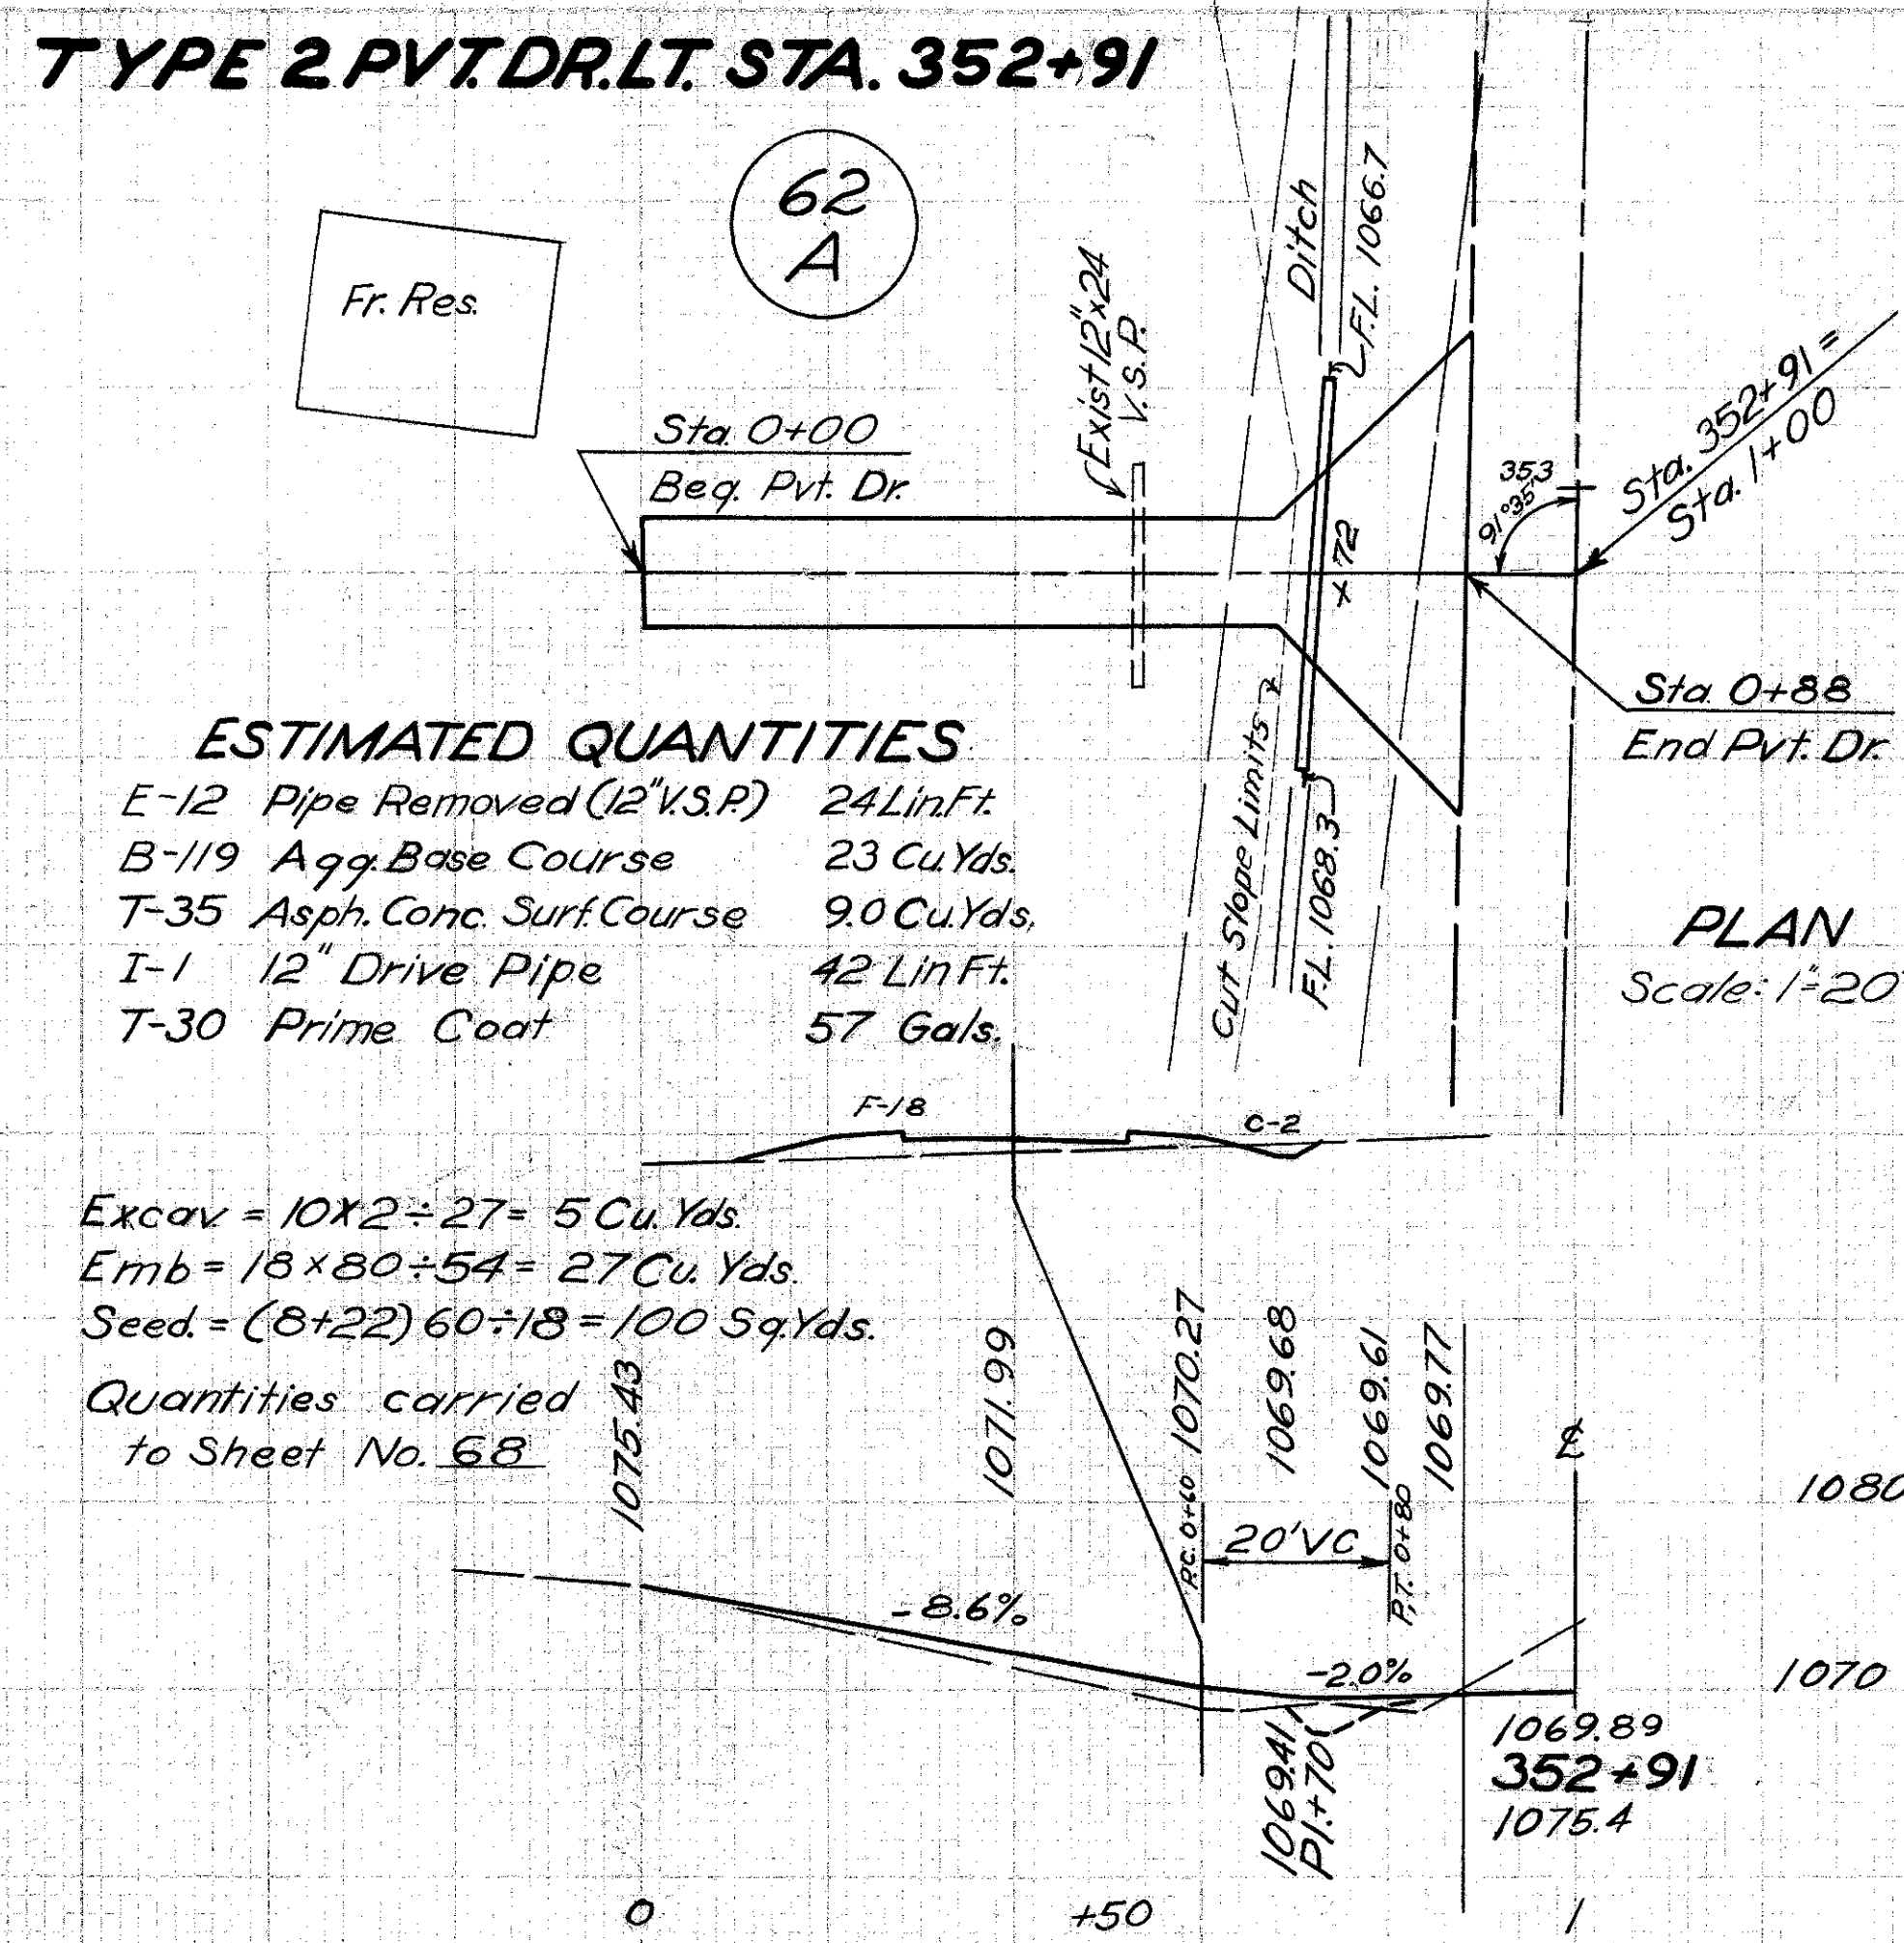 TYPE 2 PVT. DR. LT. STA. 352+91
62
A
Fr. Res.
Sta. 0+00
Beg. Pvt. Dr.
Exist 12"x24
V.S.P.
Ditch
F.L. 1066.7
+72
353
91°35'
Sta. 352+91 =
Sta. 1+00
Sta. 0+88
End Pvt. Dr.
Cut Slope Limits
F.L. 1068.3
PLAN
Scale: 1"=20'
ESTIMATED QUANTITIES
E-12 Pipe Removed (12" V.S.P.) 24 Lin. Ft.
B-119 Agg. Base Course 23 Cu. Yds.
T-35 Asph. Conc. Surf. Course 9.0 Cu. Yds.
I-1 12" Drive Pipe 42 Lin Ft.
T-30 Prime Coat 57 Gals.
F-18
C-2
Excav = 10X2÷27= 5 Cu. Yds.
Emb = 18x80÷54= 27 Cu. Yds.
Seed. = (8+22) 60÷18 = 100 Sq. Yds.
Quantities carried
to Sheet No. 68
1075.43
1071.99
1070.27
1069.68
1069.61
1069.77
P.C. 0+60
20' VC
P.T. 0+80
℄
1080
-8.6%
-2.0%
1070
1069.41
P.I.+70
1069.89
352+91
1075.4
0
+50
1